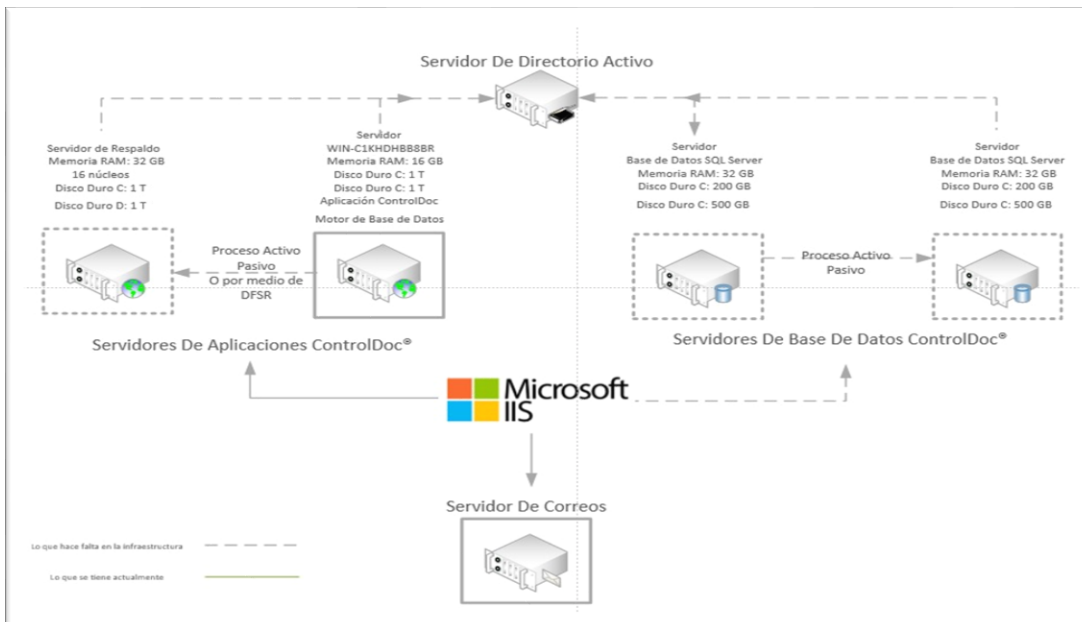 Servidor De Directorio Activo
Servidor de Respaldo
Memoria RAM: 32 GB
16 núcleos
Disco Duro C: 1 T
Disco Duro D: 1 T
Servidor
WIN-C1KHDHBB8BR
Memoria RAM: 16 GB
Disco Duro C: 1 T
Disco Duro C: 1 T
Aplicación ControlDoc
Motor de Base de Datos
Servidor
Base de Datos SQL Server
Memoria RAM: 32 GB
Disco Duro C: 200 GB
Disco Duro C: 500 GB
Servidor
Base de Datos SQL Server
Memoria RAM: 32 GB
Disco Duro C: 200 GB
Disco Duro C: 500 GB
Proceso Activo
Pasivo
O por medio de
DFSR
Proceso Activo
Pasivo
Servidores De Aplicaciones ControlDoc®
Servidores De Base De Datos ControlDoc®
Microsoft
IIS
Servidor De Correos
Lo que hace falta en la infraestructura
Lo que se tiene actualmente